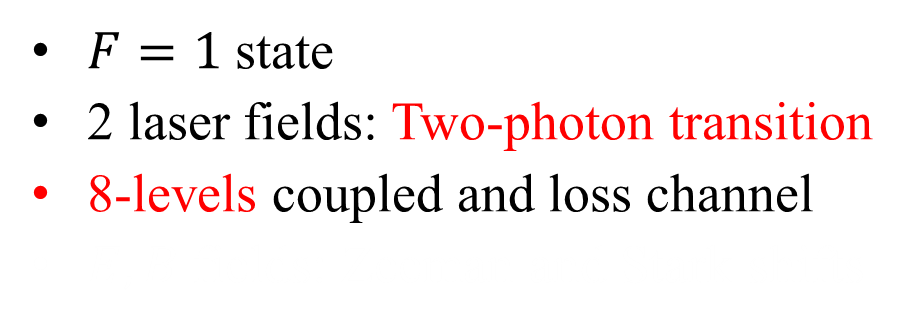 • F = 1 state
• 2 laser fields: Two-photon transition
• 8-levels coupled and loss channel